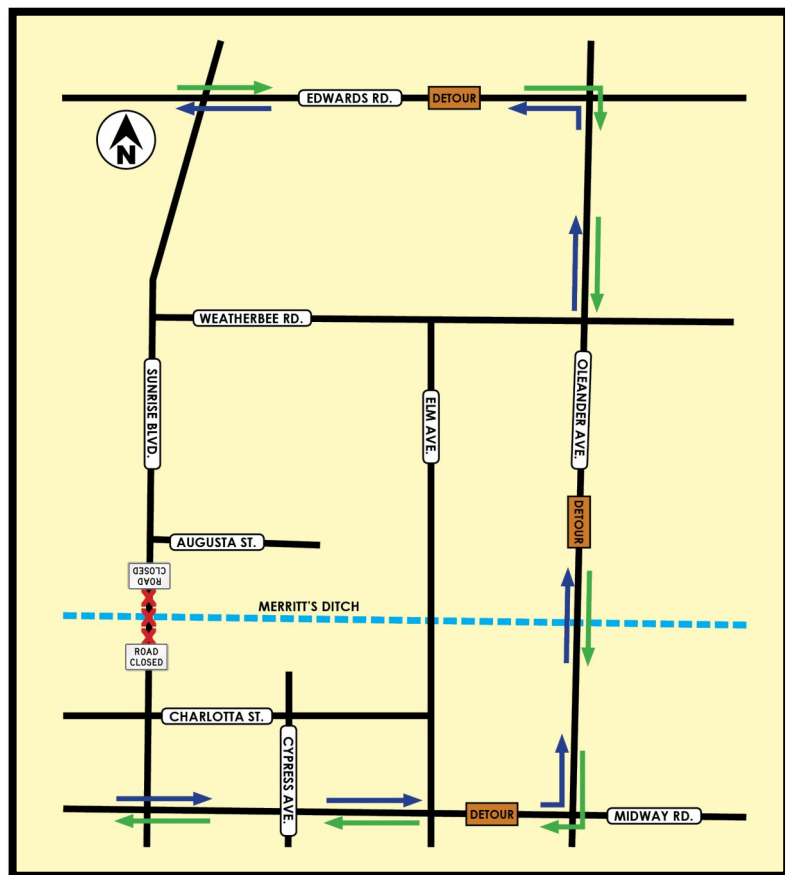 EDWARDS RD.
DETOUR
N
WEATHERBEE RD.
SUNRISE BLVD.
ELM AVE.
OLEANDER AVE.
DETOUR
AUGUSTA ST.
ROAD
CLOSED
MERRITT'S DITCH
ROAD
CLOSED
CHARLOTTA ST.
CYPRESS AVE.
DETOUR
MIDWAY RD.